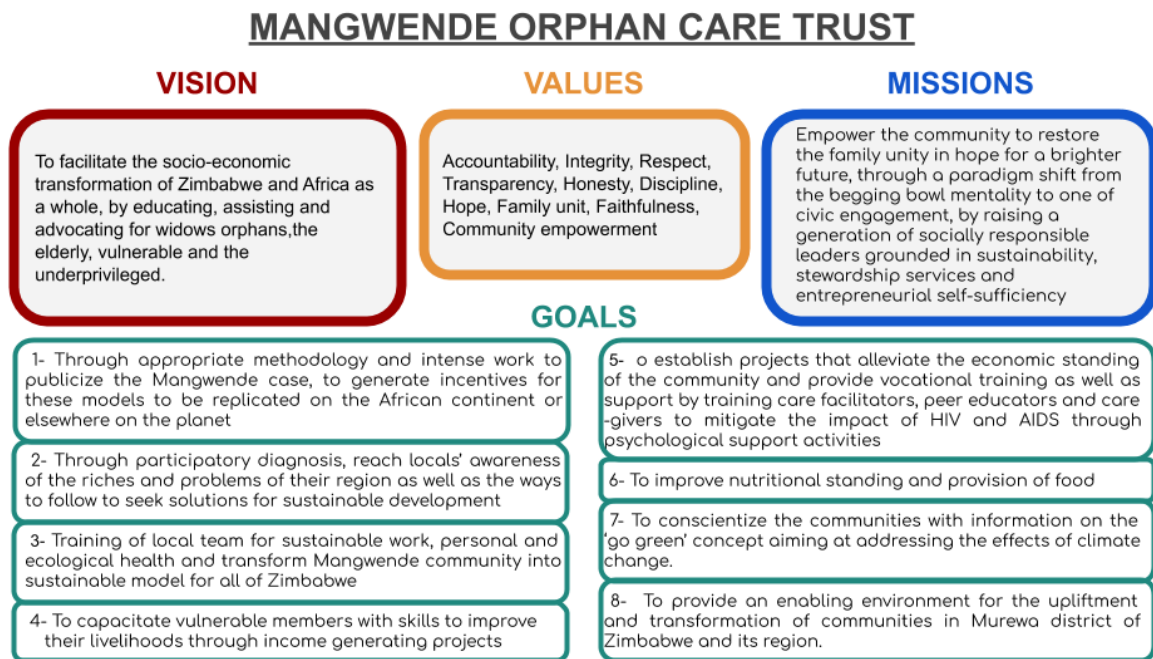 MANGWENDE ORPHAN CARE TRUST
VISION
To facilitate the socio-economic
transformation of Zimbabwe and Africa as
a whole, by educating, assisting and
advocating for widows orphans,the
elderly, vulnerable and the
underprivileged.
VALUES
Accountability, Integrity, Respect,
Transparency, Honesty, Discipline,
Hope, Family unit, Faithfulness,
Community empowerment
MISSIONS
Empower the community to restore
the family unity in hope for a brighter
future, through a paradigm shift from
the begging bowl mentality to one of
civic engagement, by raising a
generation of socially responsible
leaders grounded in sustainability,
stewardship services and
entrepreneurial self-sufficiency
GOALS
1- Through appropriate methodology and intense work to
publicize the Mangwende case, to generate incentives for
these models to be replicated on the African continent or
elsewhere on the planet
2- Through participatory diagnosis, reach locals' awareness
of the riches and problems of their region as well as the ways
to follow to seek solutions for sustainable development
3- Training of local team for sustainable work, personal and
ecological health and transform Mangwende community into
sustainable model for all of Zimbabwe
4- To capacitate vulnerable members with skills to improve
their livelihoods through income generating projects
5- o establish projects that alleviate the economic standing
of the community and provide vocational training as well as
support by training care facilitators, peer educators and care
-givers to mitigate the impact of HIV and AIDS through
psychological support activities
6- To improve nutritional standing and provision of food
7- To conscientize the communities with information on the
'go green' concept aiming at addressing the effects of climate
change.
8- To provide an enabling environment for the upliftment
and transformation of communities in Murewa district of
Zimbabwe and its region.